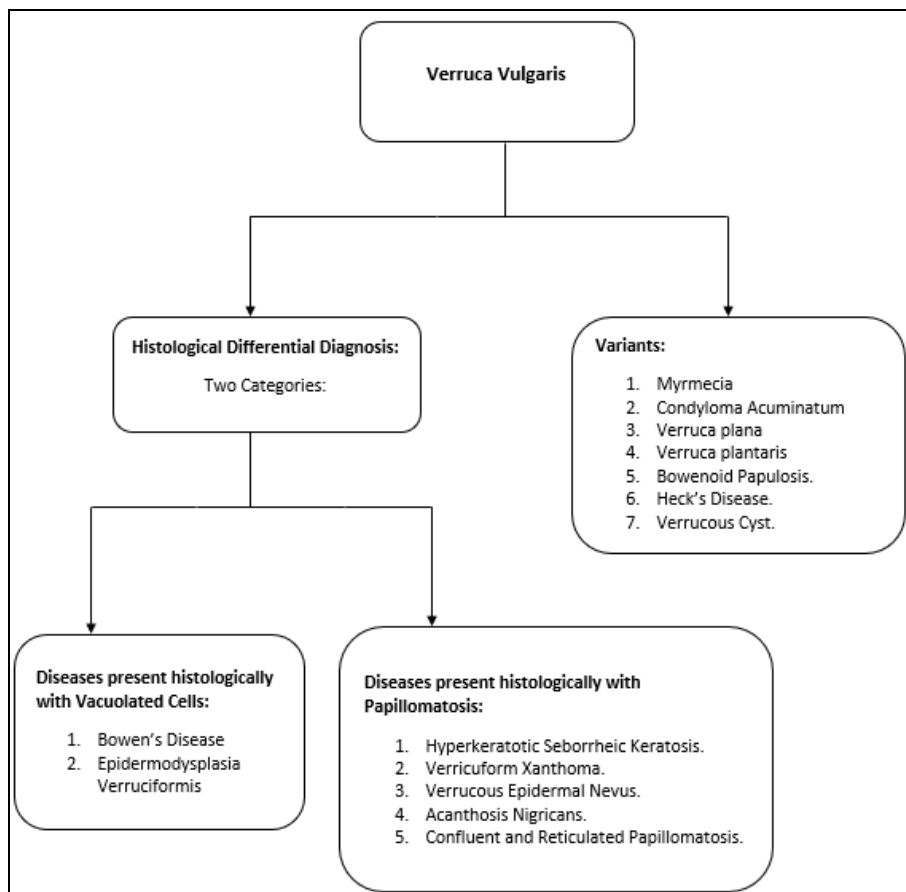 Verruca Vulgaris
Histological Differential Diagnosis:
Two Categories:
Variants:
1. Myrmecia
2. Condyloma Acuminatum
3. Verruca plana
4. Verruca plantaris
5. Bowenoid Papulosis.
6. Heck's Disease.
7. Verrucous Cyst.
Diseases present histologically
with Vacuolated Cells:
1. Bowen's Disease
2. Epidermodysplasia
Verruciformis
Diseases present histologically with
Papillomatosis:
1. Hyperkeratotic Seborrheic Keratosis.
2. Verricuform Xanthoma.
3. Verrucous Epidermal Nevus.
4. Acanthosis Nigricans.
5. Confluent and Reticulated Papillomatosis.